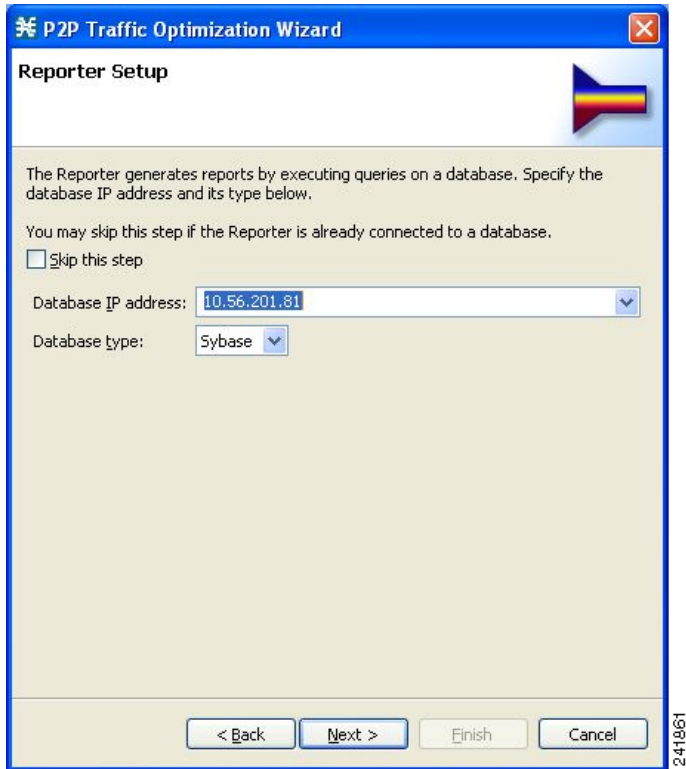 P2P Traffic Optimization Wizard
Reporter Setup
The Reporter generates reports by executing queries on a database. Specify the
database IP address and its type below.
You may skip this step if the Reporter is already connected to a database.
Skip this step
Database IP address: 10.56.201.81
Database type: Sybase
< Back Next > Finish Cancel
241861